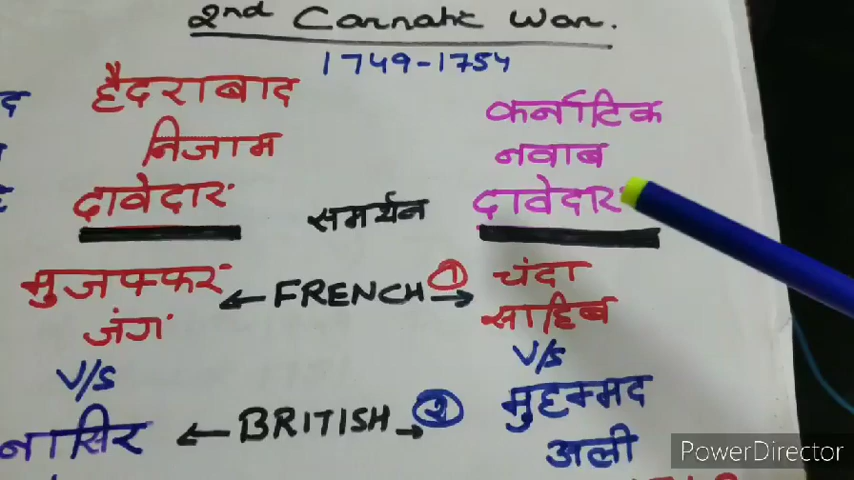 2nd Carnatic War.
1749-1754
हैदराबाद
निजाम
दावेदार
कर्नाटिक
नवाब
दावेदार
समर्थन
मुजफ्फर
जंग
← FRENCH ① →
चंदा
साहिब
V/S
V/S
नासिर
← BRITISH ② →
मुहम्मद
अली
PowerDirector